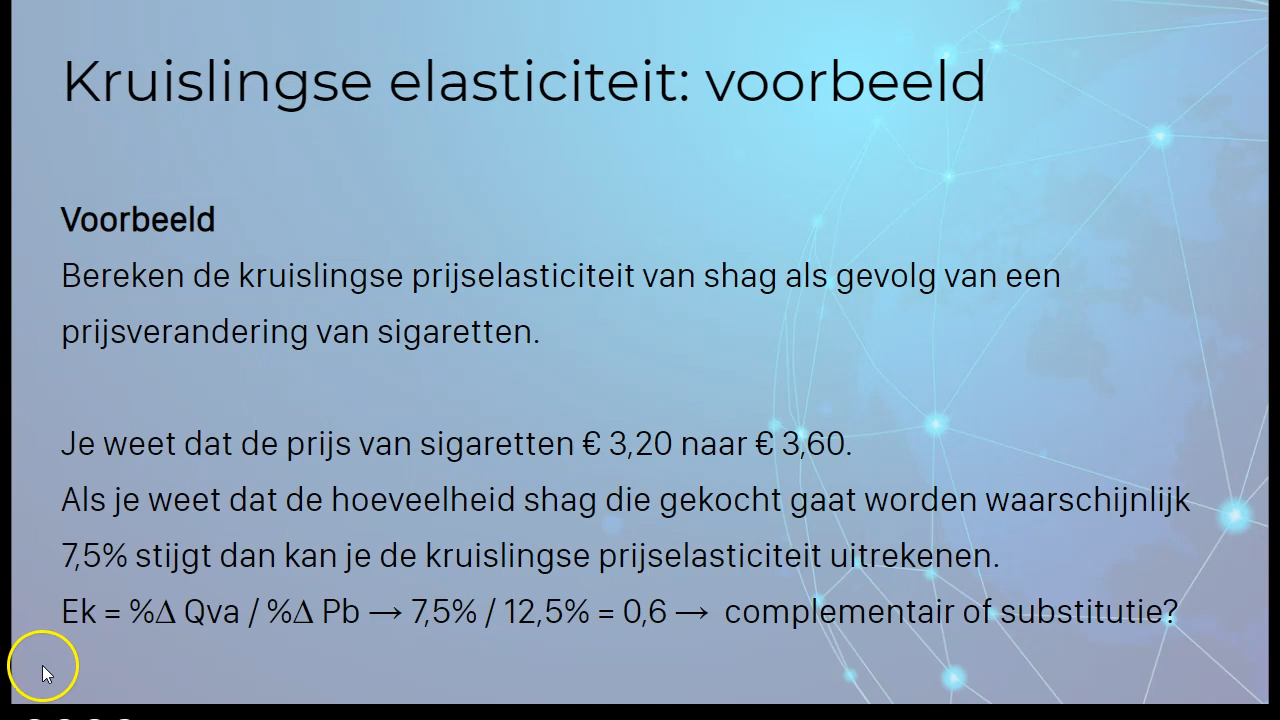 Kruislingse elasticiteit: voorbeeld
Voorbeeld
Bereken de kruislingse prijselasticiteit van shag als gevolg van een
prijsverandering van sigaretten.
Je weet dat de prijs van sigaretten € 3,20 naar € 3,60.
Als je weet dat de hoeveelheid shag die gekocht gaat worden waarschijnlijk
7,5% stijgt dan kan je de kruislingse prijselasticiteit uitrekenen.
Ek = %∆ Qva / %∆ Pb → 7,5% / 12,5% = 0,6 → complementair of substitutie?